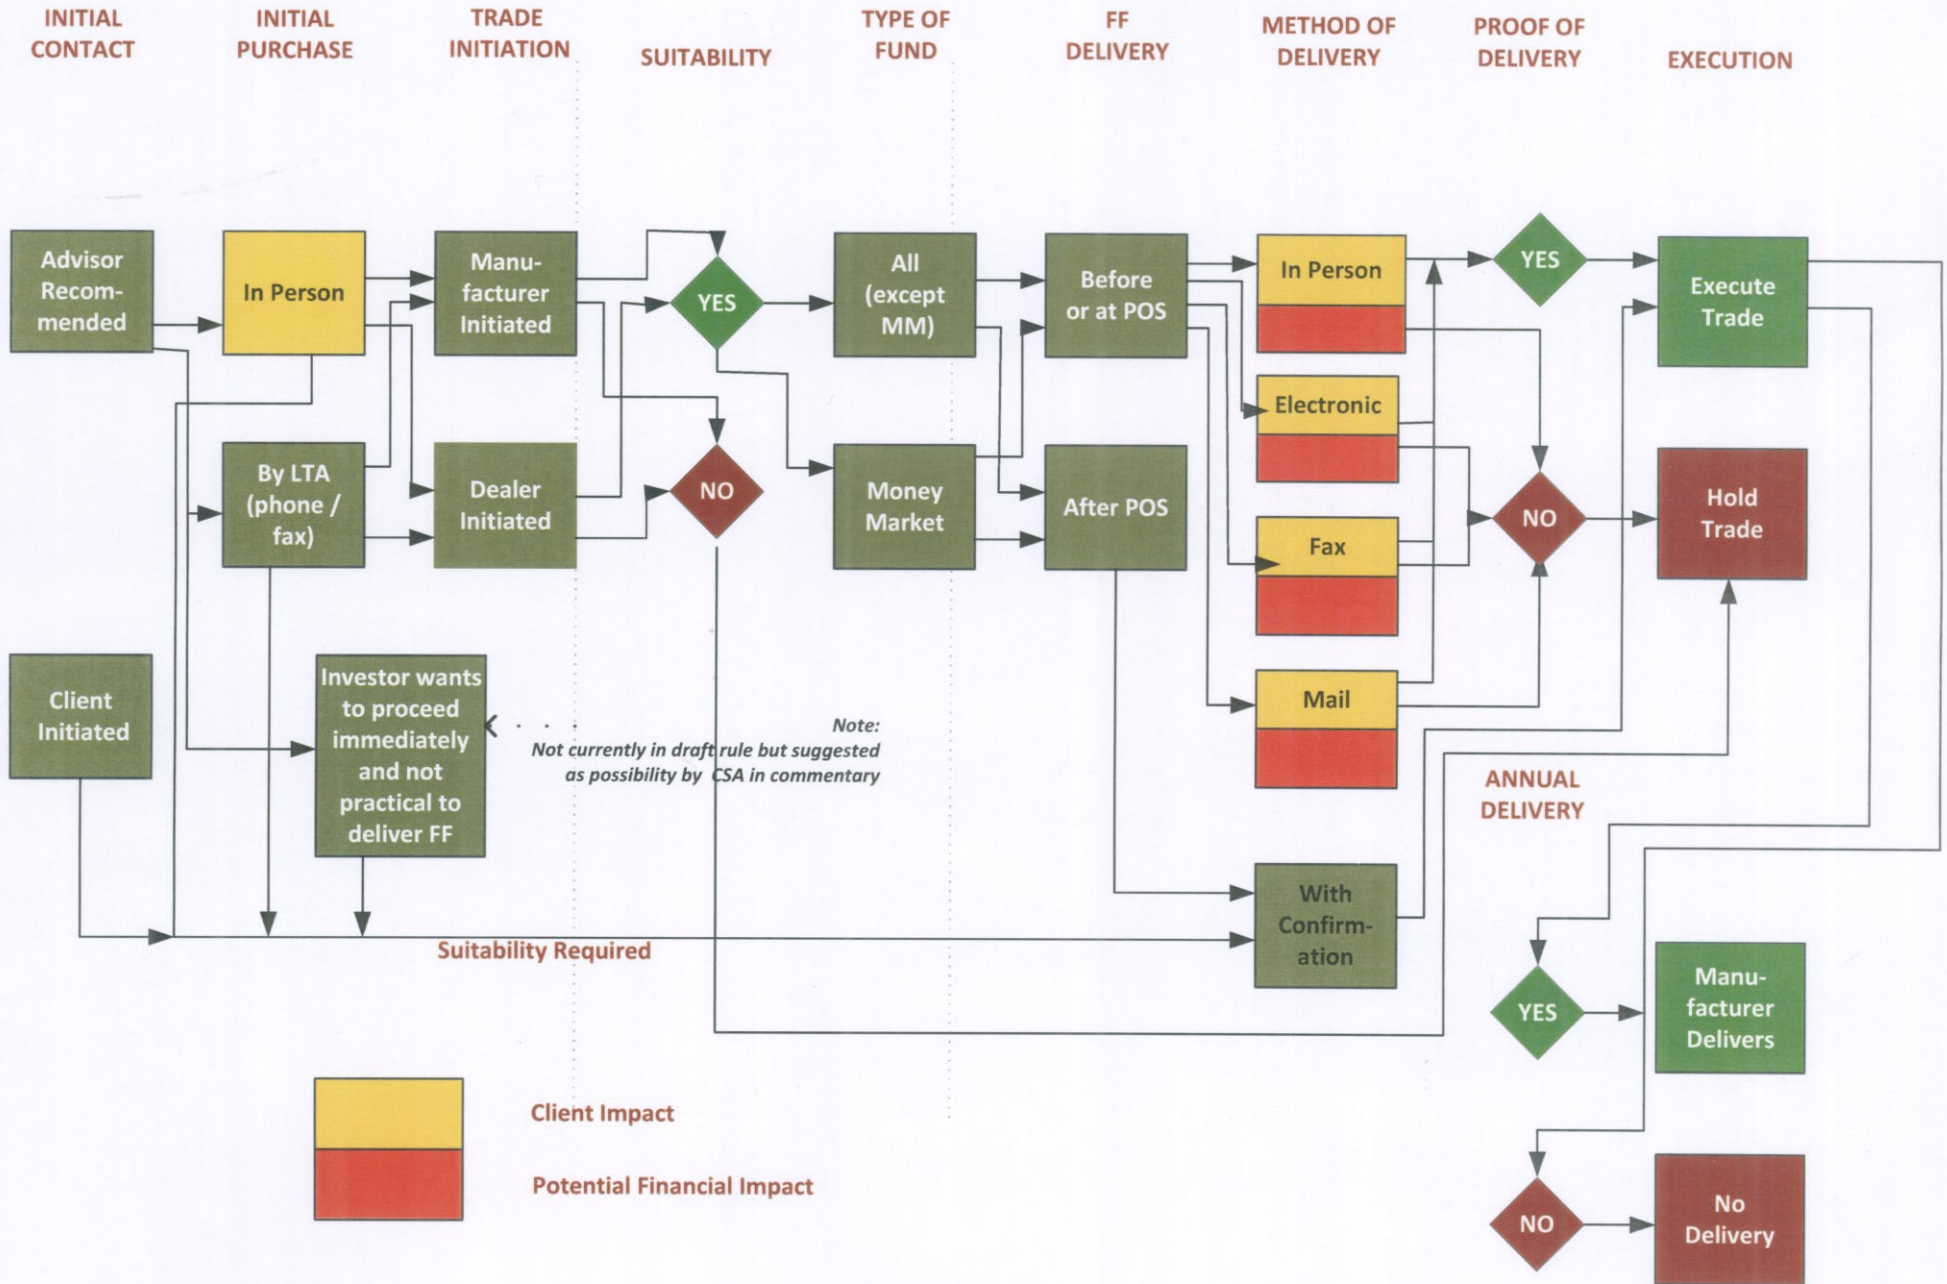 INITIAL
CONTACT
INITIAL
PURCHASE
TRADE
INITIATION
SUITABILITY
TYPE OF
FUND
FF
DELIVERY
METHOD OF
DELIVERY
PROOF OF
DELIVERY
EXECUTION
Advisor
Recom-
mended
In Person
Manu-
facturer
Initiated
YES
All
(except
MM)
Before
or at POS
In Person
YES
Execute
Trade
Electronic
By LTA
(phone /
fax)
Dealer
Initiated
NO
Money
Market
After POS
Fax
NO
Hold
Trade
Client
Initiated
Investor wants
to proceed
immediately
and not
practical to
deliver FF
Note:
Not currently in draft rule but suggested
as possibility by CSA in commentary
Mail
ANNUAL
DELIVERY
With
Confirm-
ation
Suitability Required
YES
Manu-
facturer
Delivers
Client Impact
Potential Financial Impact
NO
No
Delivery